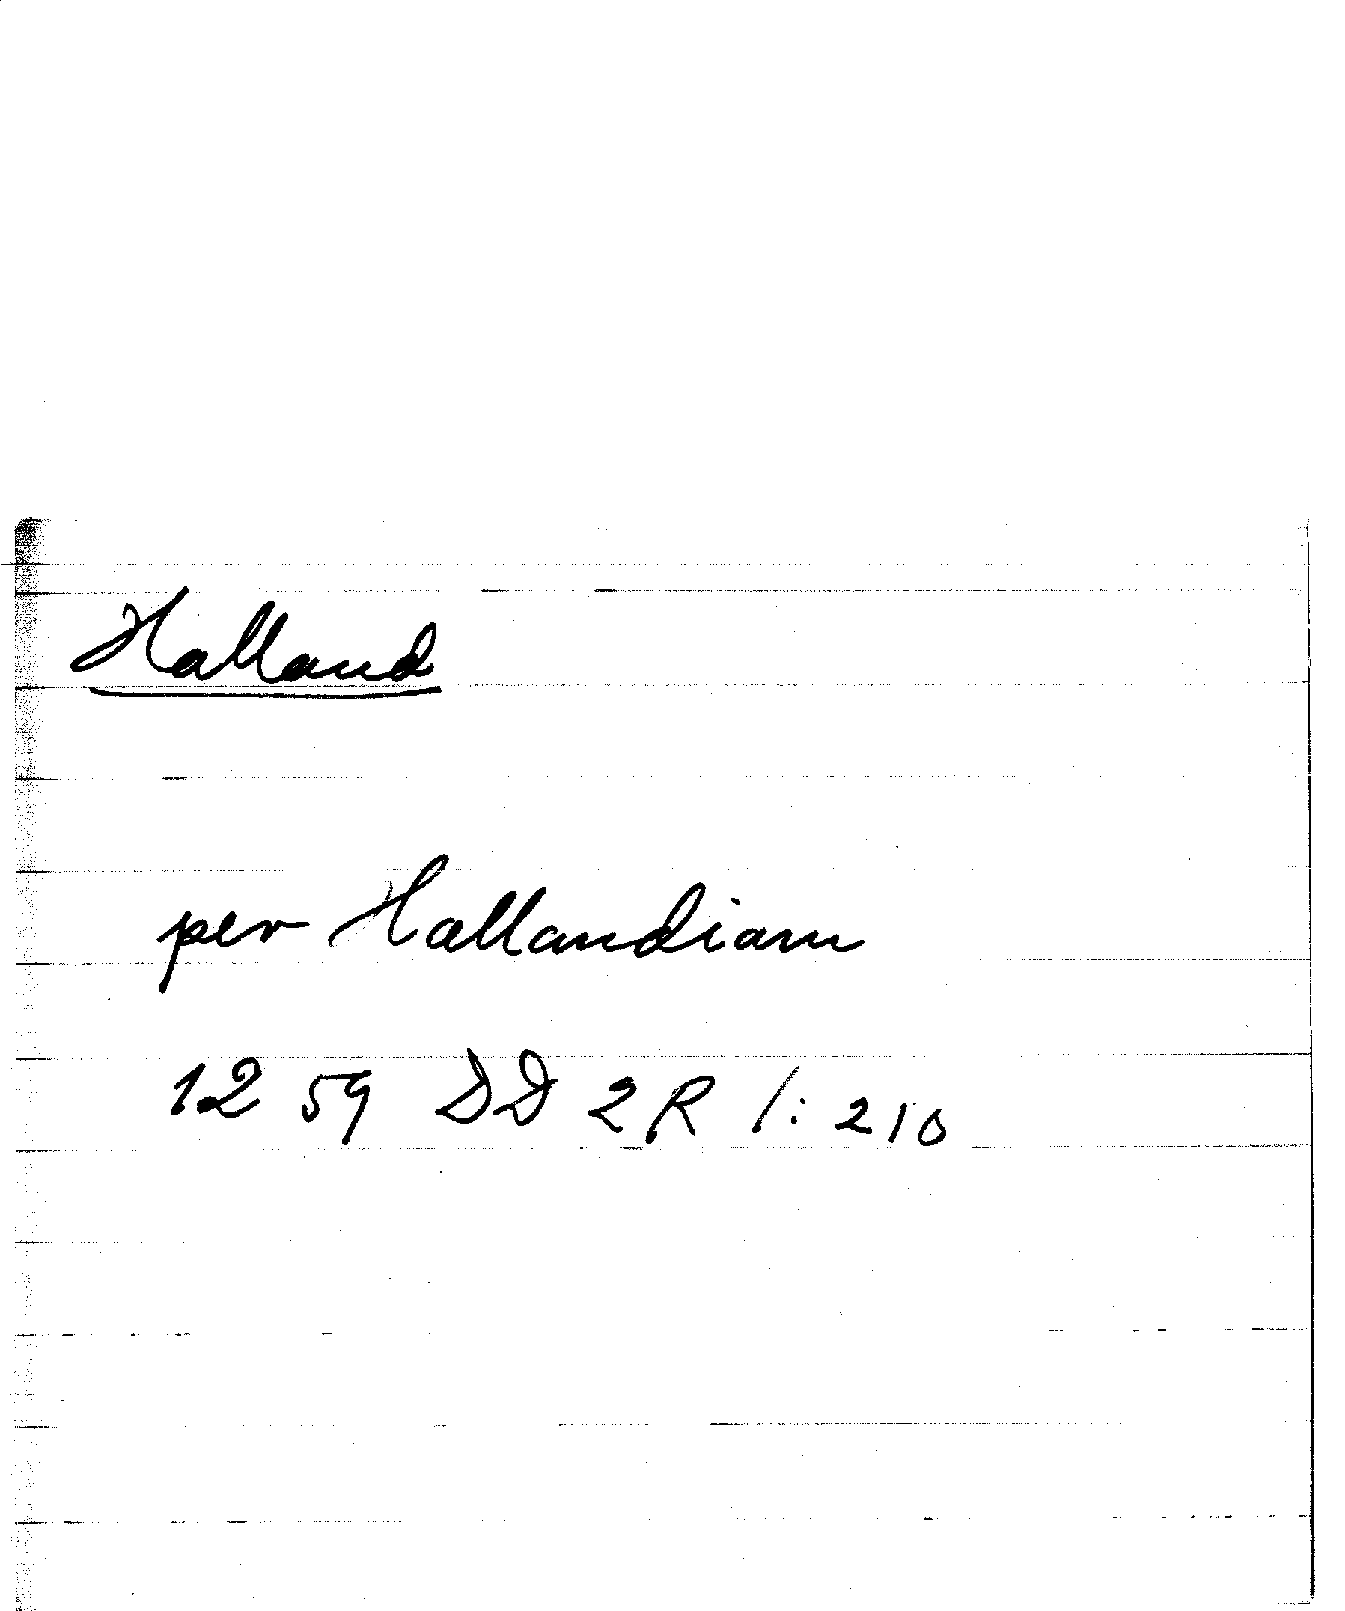 Halland
per Hallandiam
1259 DD 2R 1: 210